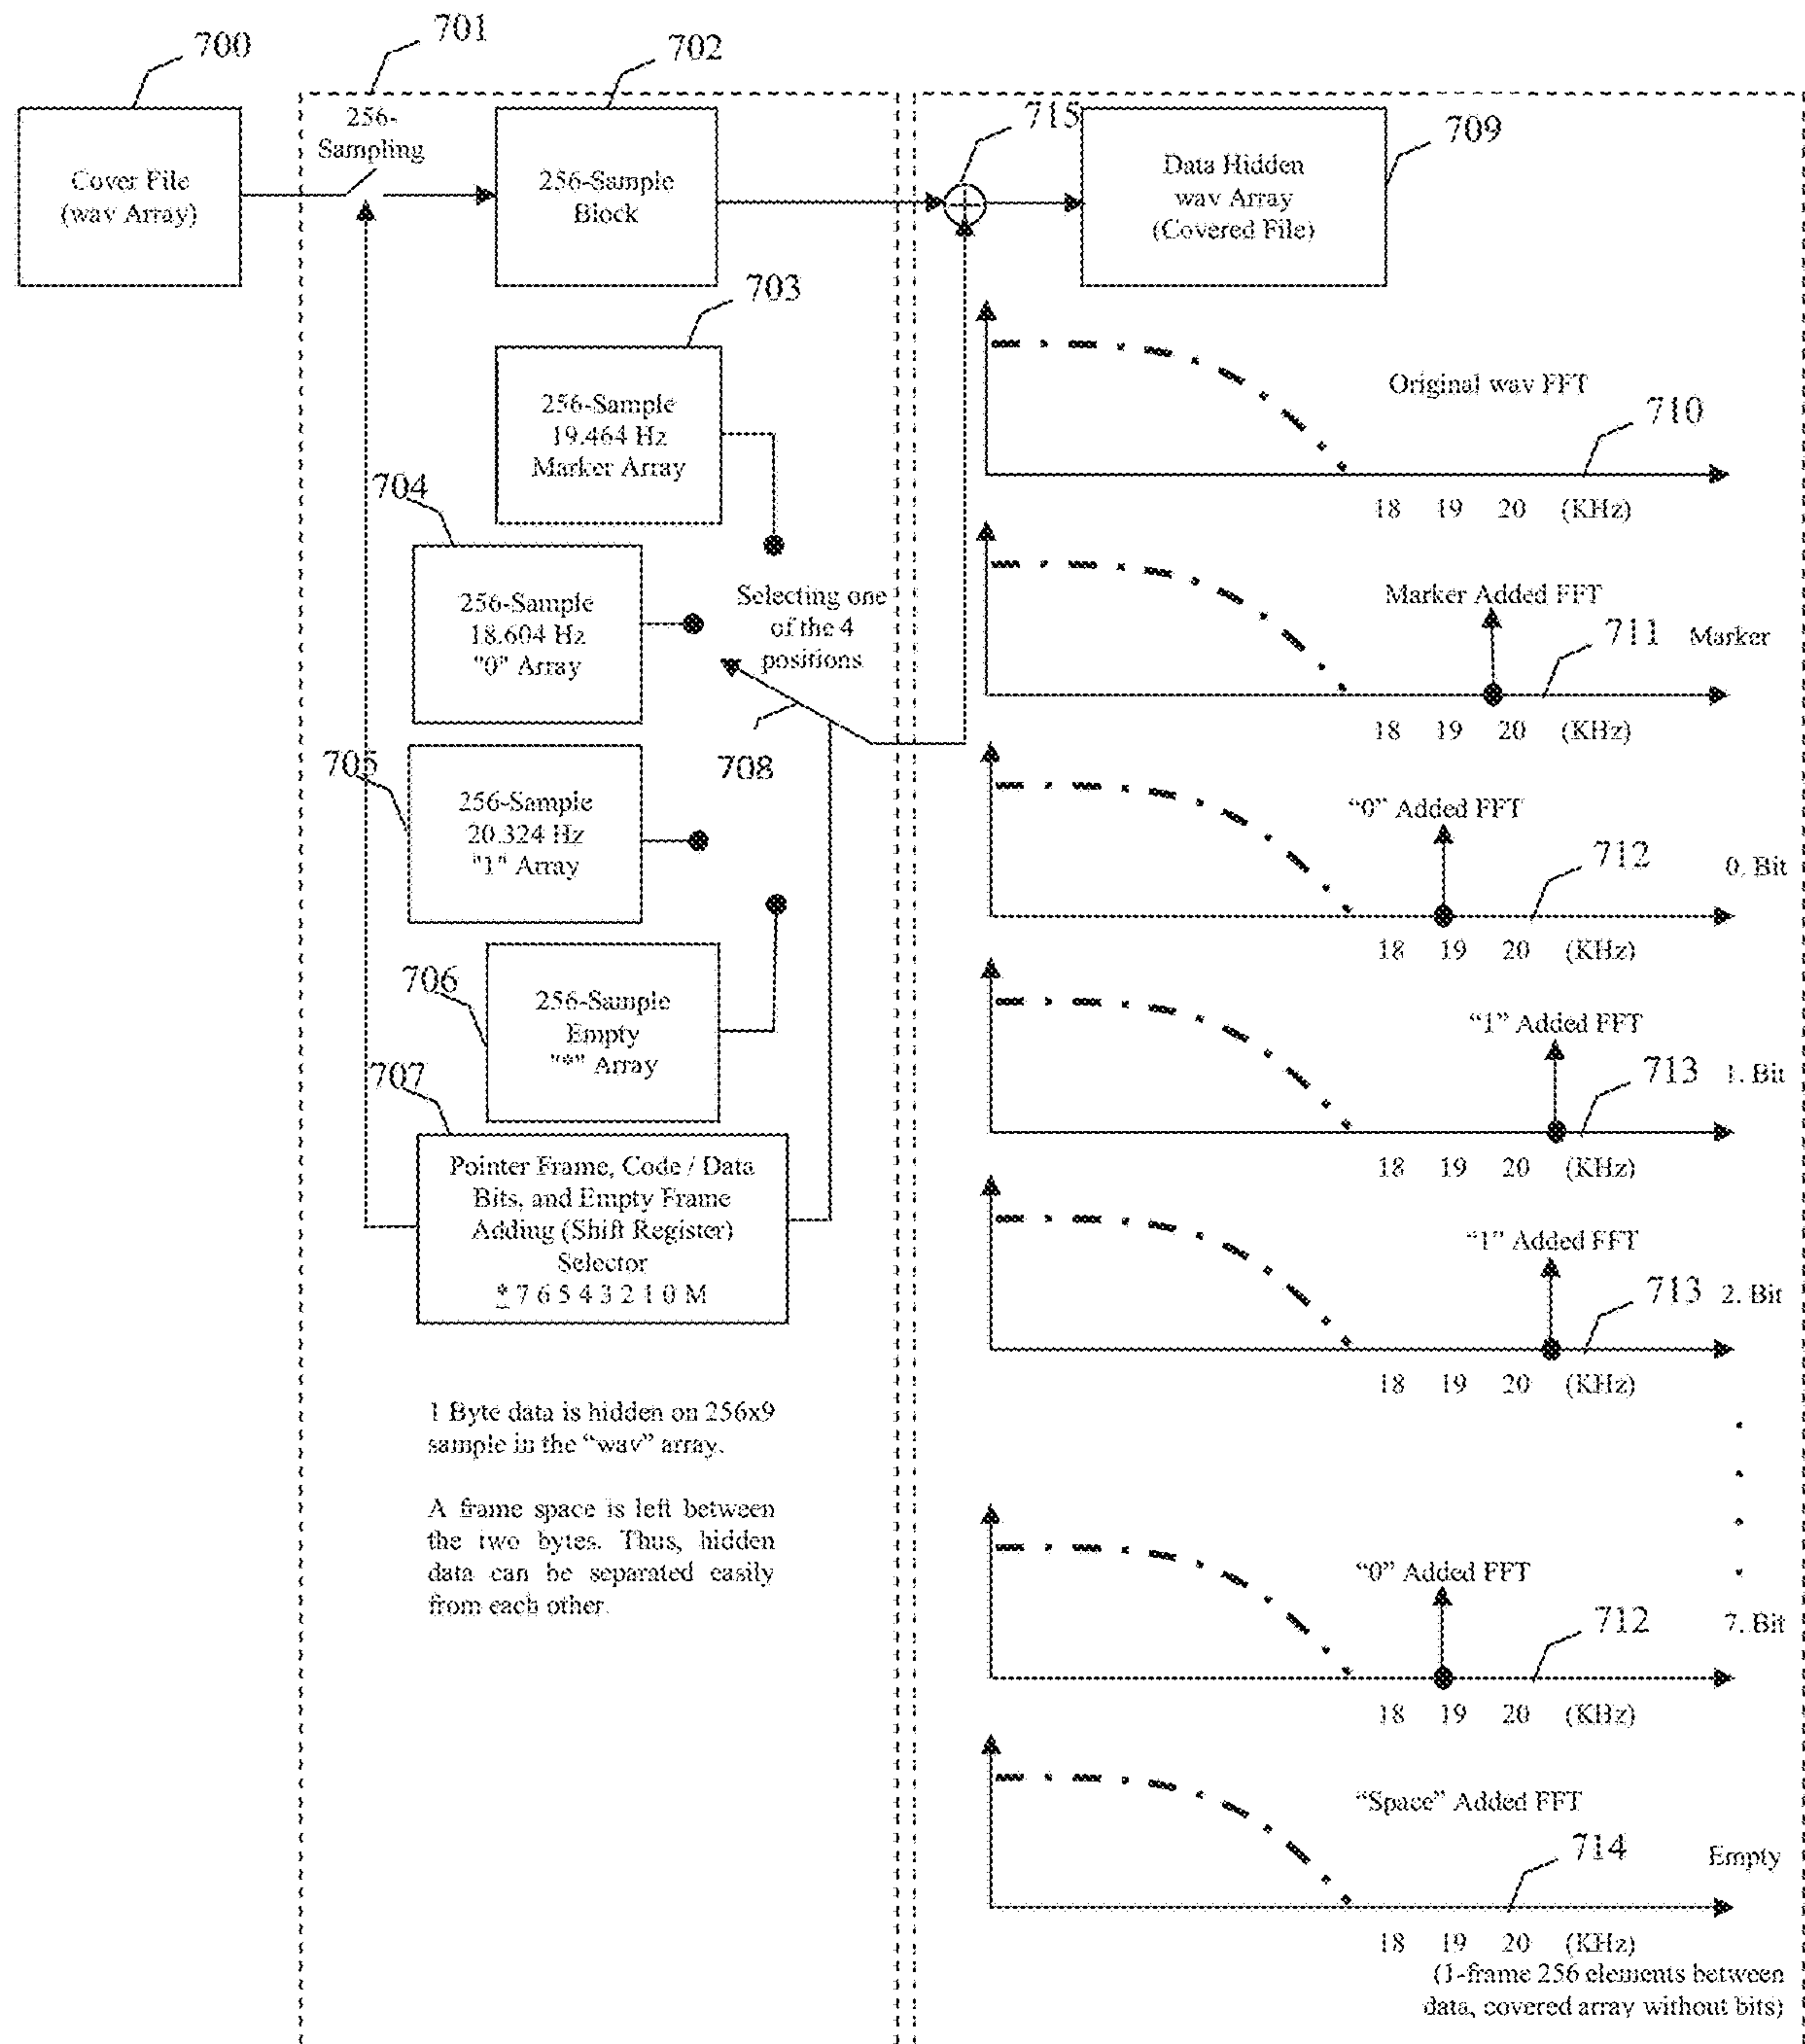 700
701
702
715
709
256-
Sampling
Cover File
(wav Array)
256-Sample
Block
Data Hidden
wav Array
(Covered File)
703
256-Sample
19.464 Hz
Marker Array
Original wav FFT
710
18 19 20 (KHz)
704
256-Sample
18.604 Hz
"0" Array
Selecting one
of the 4
positions
708
Marker Added FFT
711 Marker
18 19 20 (KHz)
705
256-Sample
20.324 Hz
"1" Array
"0" Added FFT
712 0. Bit
18 19 20 (KHz)
706
256-Sample
Empty
"*" Array
"1" Added FFT
713 1. Bit
18 19 20 (KHz)
707
Pointer Frame, Code / Data
Bits, and Empty Frame
Adding (Shift Register)
Selector
* 7 6 5 4 3 2 1 0 M
"1" Added FFT
713 2. Bit
18 19 20 (KHz)
1 Byte data is hidden on 256x9
sample in the "wav" array.
A frame space is left between
the two bytes. Thus, hidden
data can be separated easily
from each other.
"0" Added FFT
712 7. Bit
18 19 20 (KHz)
"Space" Added FFT
714 Empty
18 19 20 (KHz)
(1-frame 256 elements between
data, covered array without bits)